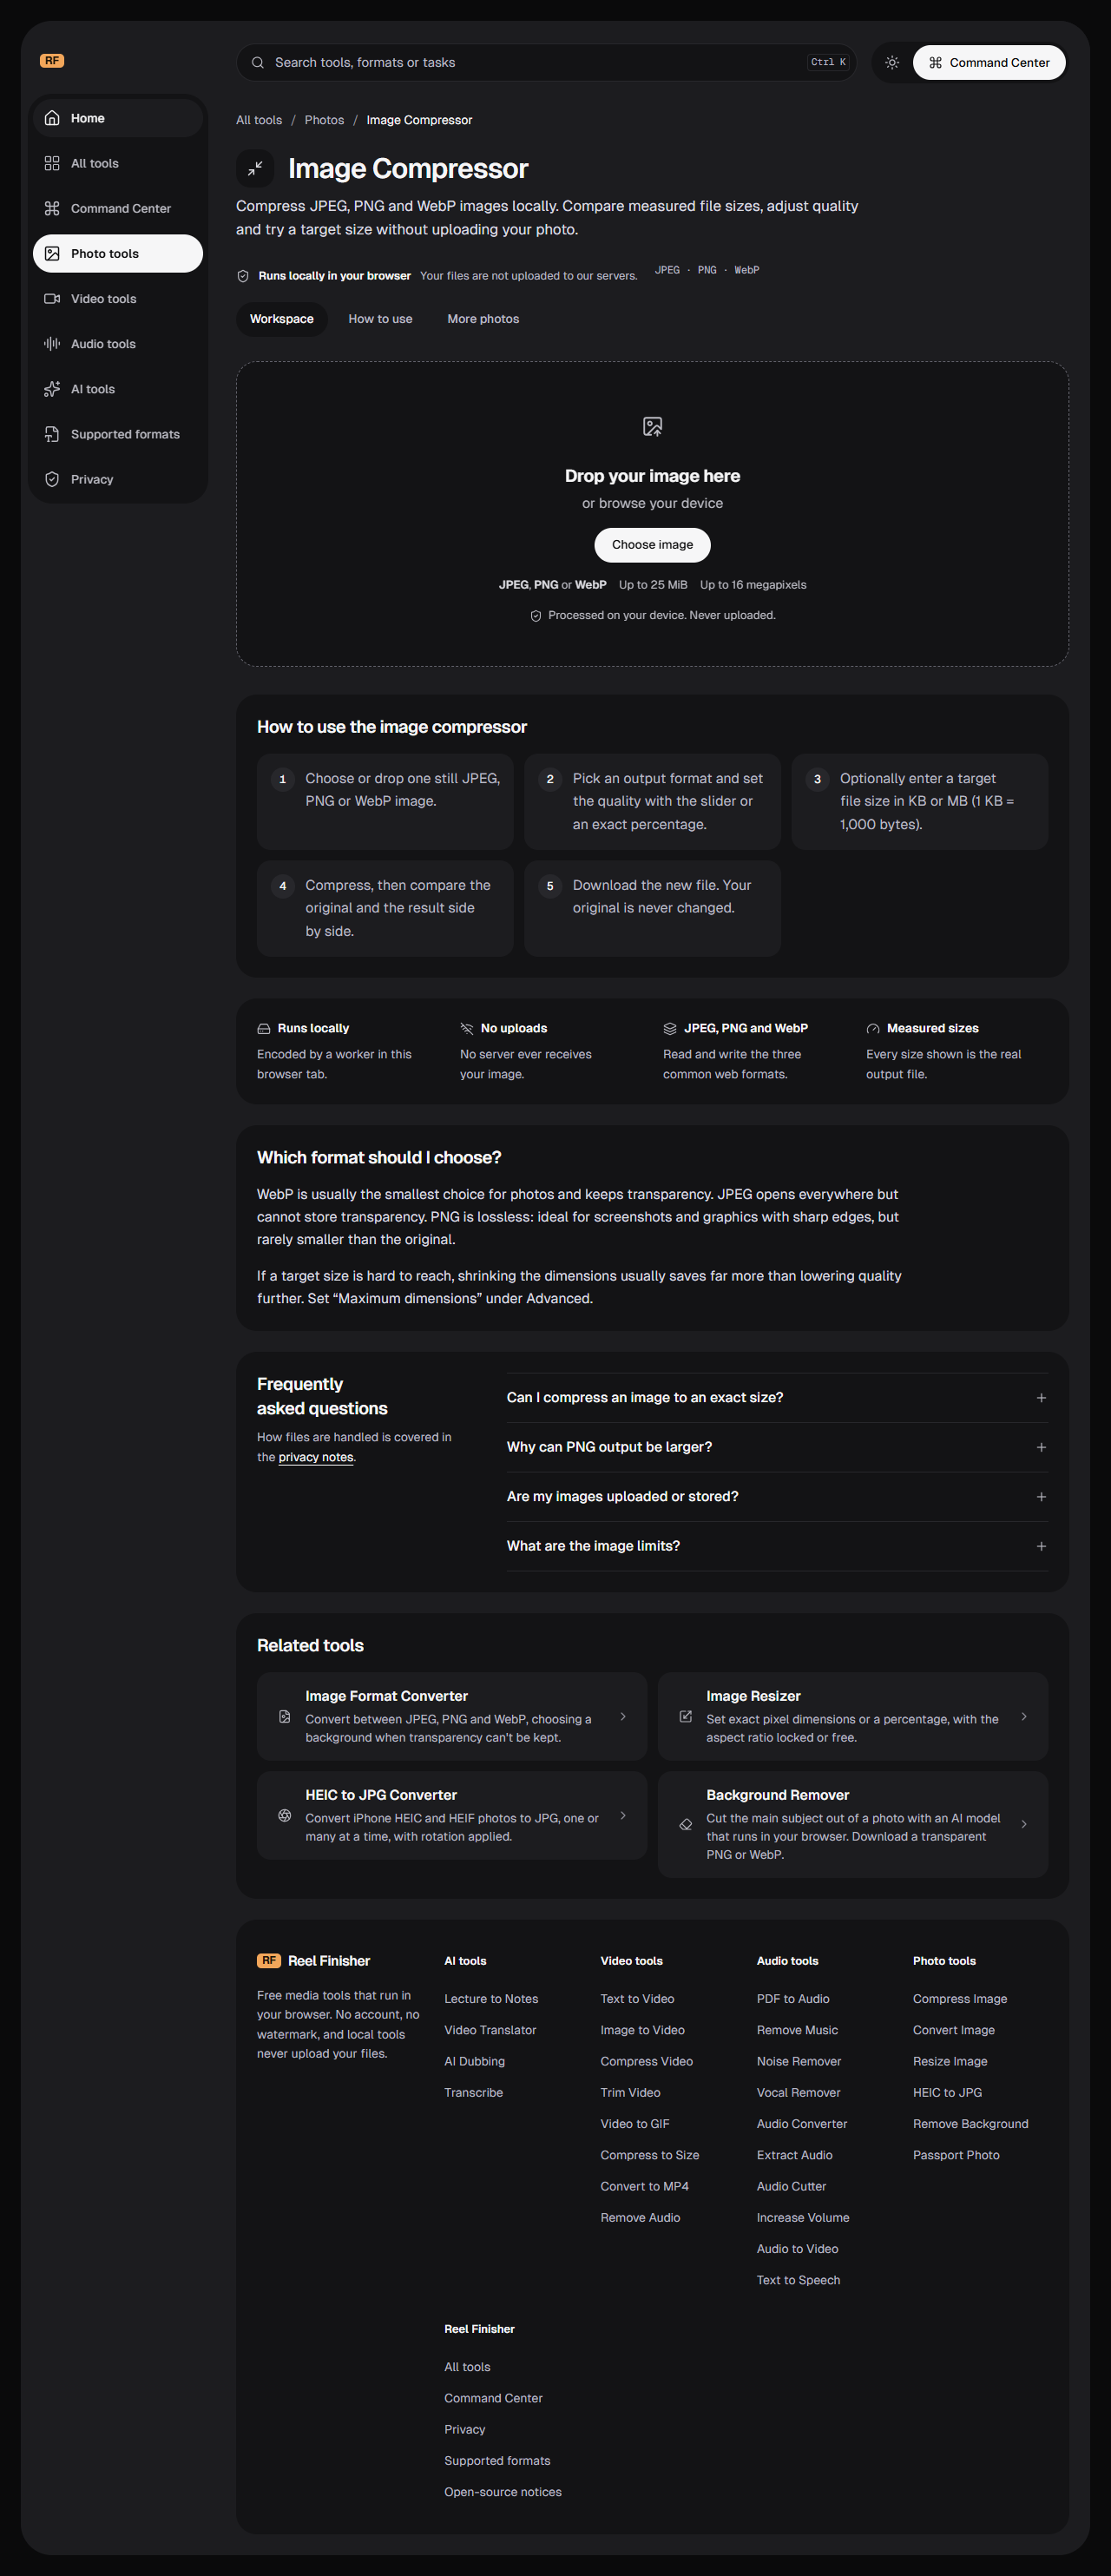 RF
Search tools, formats or tasks
Ctrl K
Command Center
Home
All tools
Command Center
Photo tools
Video tools
Audio tools
AI tools
Supported formats
Privacy
All tools / Photos / Image Compressor
Image Compressor
Compress JPEG, PNG and WebP images locally. Compare measured file sizes, adjust quality
and try a target size without uploading your photo.
Runs locally in your browser Your files are not uploaded to our servers. JPEG · PNG · WebP
Workspace How to use More photos
Drop your image here
or browse your device
Choose image
JPEG, PNG or WebP Up to 25 MiB Up to 16 megapixels
Processed on your device. Never uploaded.
How to use the image compressor
1
Choose or drop one still JPEG,
PNG or WebP image.
2
Pick an output format and set
the quality with the slider or
an exact percentage.
3
Optionally enter a target
file size in KB or MB (1 KB =
1,000 bytes).
4
Compress, then compare the
original and the result side
by side.
5
Download the new file. Your
original is never changed.
Runs locally
Encoded by a worker in this
browser tab.
No uploads
No server ever receives
your image.
JPEG, PNG and WebP
Read and write the three
common web formats.
Measured sizes
Every size shown is the real
output file.
Which format should I choose?
WebP is usually the smallest choice for photos and keeps transparency. JPEG opens everywhere but
cannot store transparency. PNG is lossless: ideal for screenshots and graphics with sharp edges, but
rarely smaller than the original.
If a target size is hard to reach, shrinking the dimensions usually saves far more than lowering quality
further. Set “Maximum dimensions” under Advanced.
Frequently
asked questions
How files are handled is covered in
the privacy notes.
Can I compress an image to an exact size?
Why can PNG output be larger?
Are my images uploaded or stored?
What are the image limits?
Related tools
Image Format Converter
Convert between JPEG, PNG and WebP, choosing a
background when transparency can't be kept.
Image Resizer
Set exact pixel dimensions or a percentage, with the
aspect ratio locked or free.
HEIC to JPG Converter
Convert iPhone HEIC and HEIF photos to JPG, one or
many at a time, with rotation applied.
Background Remover
Cut the main subject out of a photo with an AI model
that runs in your browser. Download a transparent
PNG or WebP.
RF Reel Finisher
Free media tools that run in
your browser. No account, no
watermark, and local tools
never upload your files.
AI tools
Lecture to Notes
Video Translator
AI Dubbing
Transcribe
Video tools
Text to Video
Image to Video
Compress Video
Trim Video
Video to GIF
Compress to Size
Convert to MP4
Remove Audio
Audio tools
PDF to Audio
Remove Music
Noise Remover
Vocal Remover
Audio Converter
Extract Audio
Audio Cutter
Increase Volume
Audio to Video
Text to Speech
Photo tools
Compress Image
Convert Image
Resize Image
HEIC to JPG
Remove Background
Passport Photo
Reel Finisher
All tools
Command Center
Privacy
Supported formats
Open-source notices